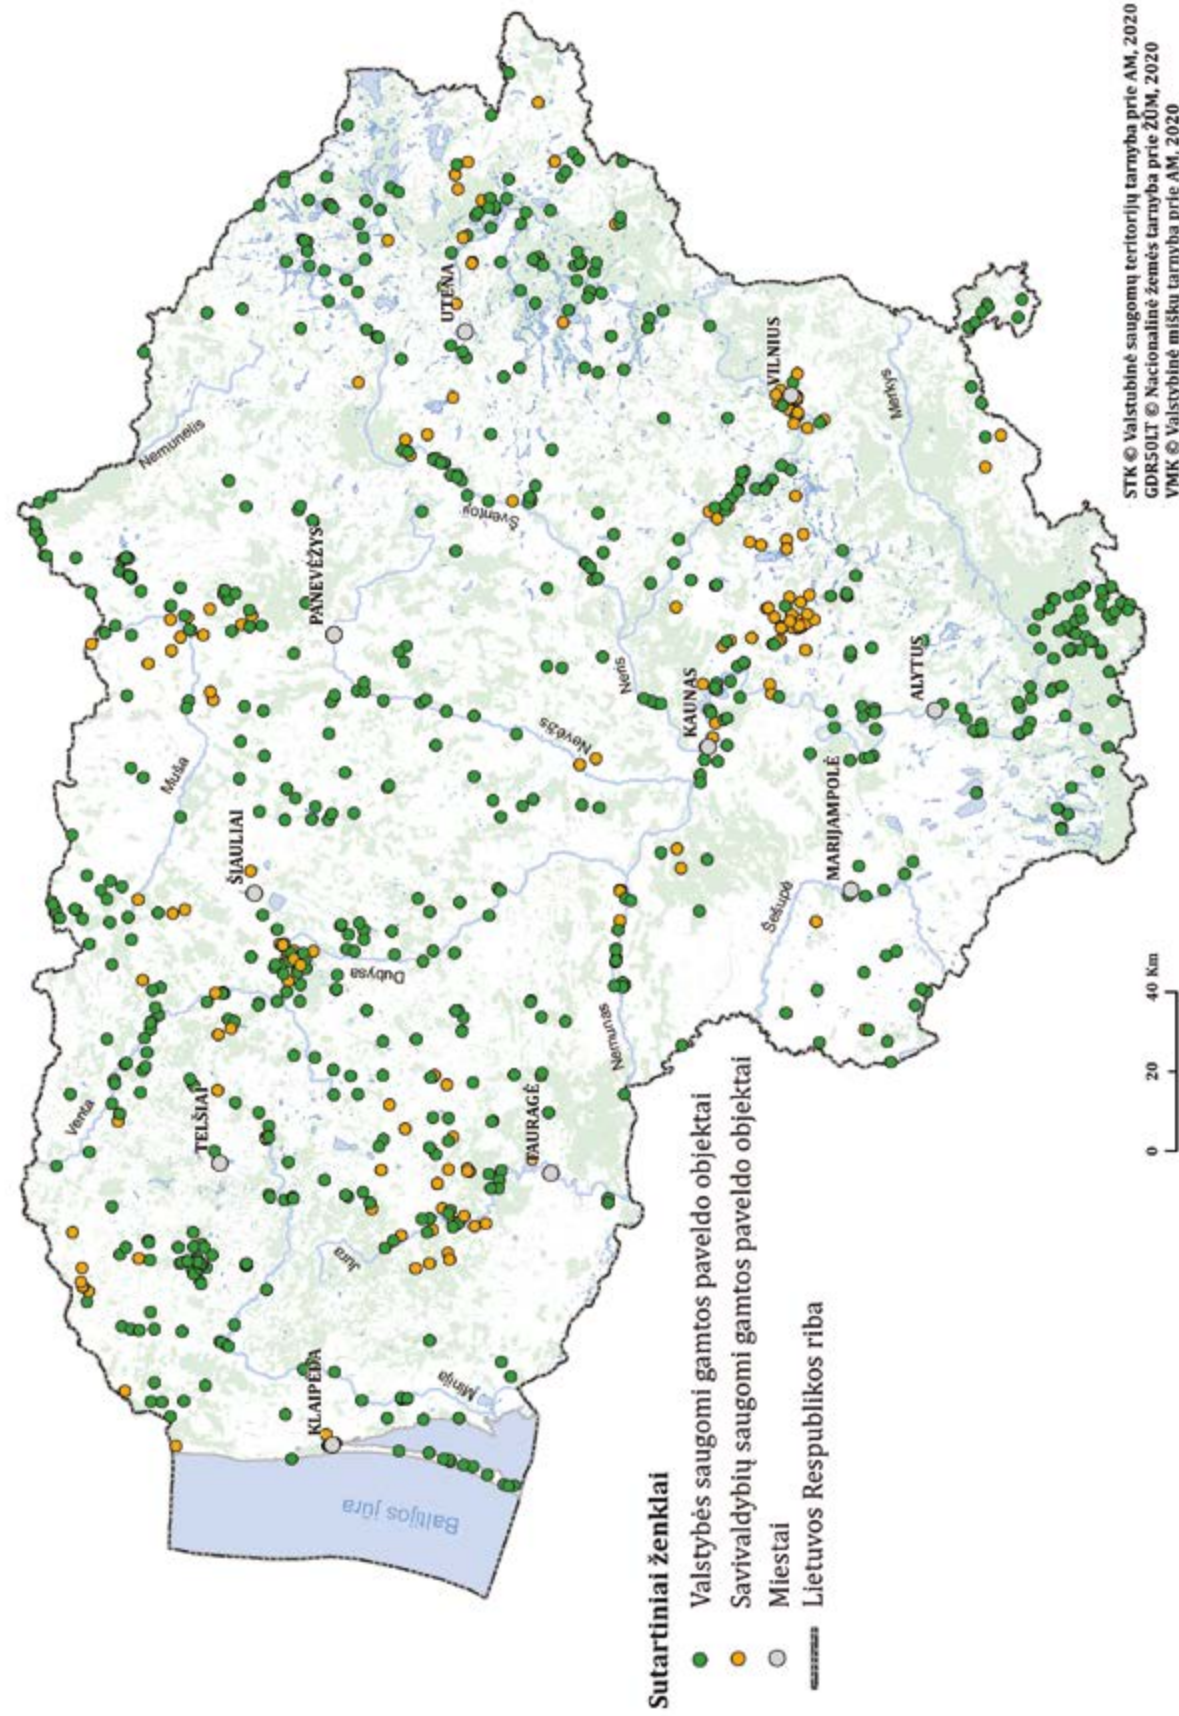 Nemunėlis
Venta
Mūša
TELŠIAI
ŠIAULIAI
PANEVĖŽYS
KLAIPĖDA
Baltijos jūra
Minija
Jūra
Dubysa
Nevėžis
Šventoji
UTENA
TAURAGĖ
Nemunas
Neris
KAUNAS
VILNIUS
Šešupė
MARIJAMPOLĖ
ALYTUS
Merkys
Sutartiniai ženklai
Valstybės saugomi gamtos paveldo objektai
Savivaldybių saugomi gamtos paveldo objektai
Miestai
Lietuvos Respublikos riba
0 20 40 Km
STK © Valstubinė saugomų teritorijų tarnyba prie AM, 2020
GDR50LT © Nacionalinė žemės tarnyba prie ŽŪM, 2020
VMK © Valstybinė miškų tarnyba prie AM, 2020